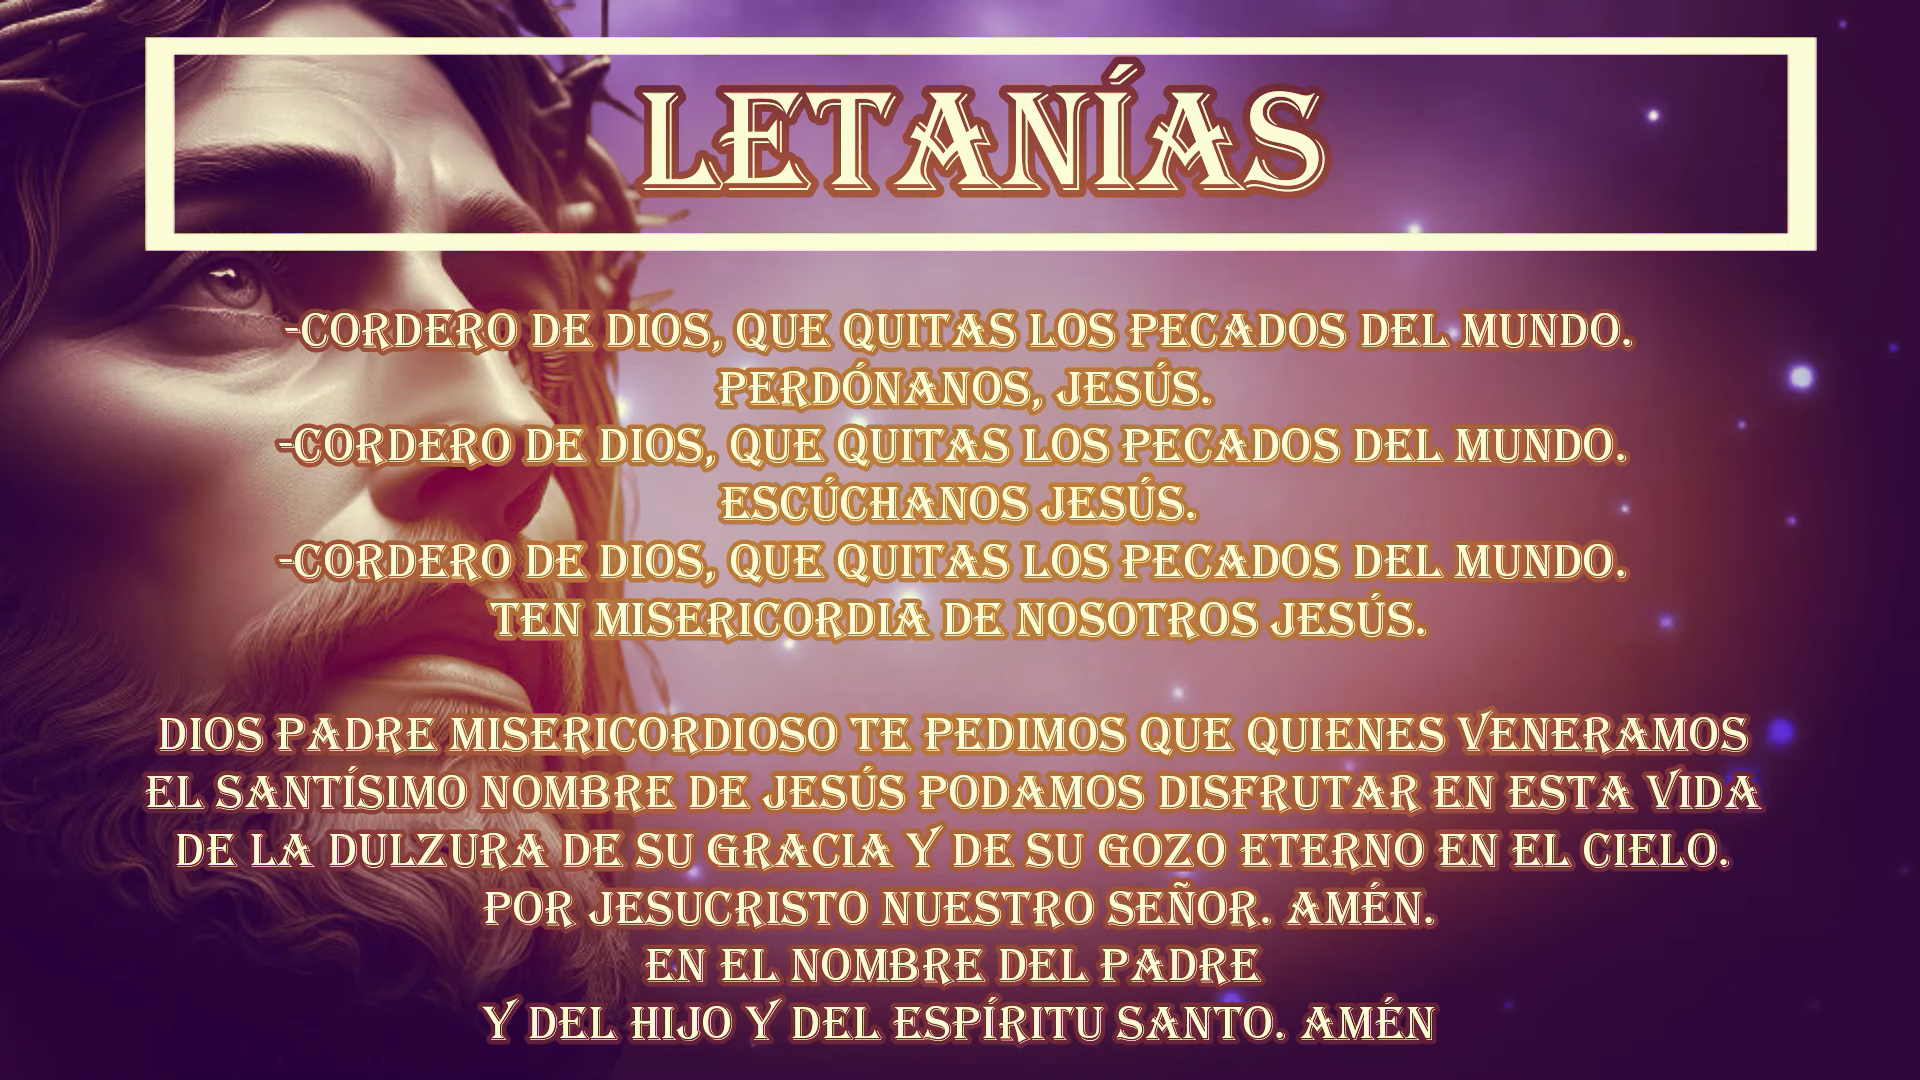 LETANÍAS
-CORDERO DE DIOS, QUE QUITAS LOS PECADOS DEL MUNDO.
PERDÓNANOS, JESÚS.
-CORDERO DE DIOS, QUE QUITAS LOS PECADOS DEL MUNDO.
ESCÚCHANOS JESÚS.
-CORDERO DE DIOS, QUE QUITAS LOS PECADOS DEL MUNDO.
TEN MISERICORDIA DE NOSOTROS JESÚS.
DIOS PADRE MISERICORDIOSO TE PEDIMOS QUE QUIENES VENERAMOS
EL SANTÍSIMO NOMBRE DE JESÚS PODAMOS DISFRUTAR EN ESTA VIDA
DE LA DULZURA DE SU GRACIA Y DE SU GOZO ETERNO EN EL CIELO.
POR JESUCRISTO NUESTRO SEÑOR. AMÉN.
EN EL NOMBRE DEL PADRE
Y DEL HIJO Y DEL ESPÍRITU SANTO. AMÉN